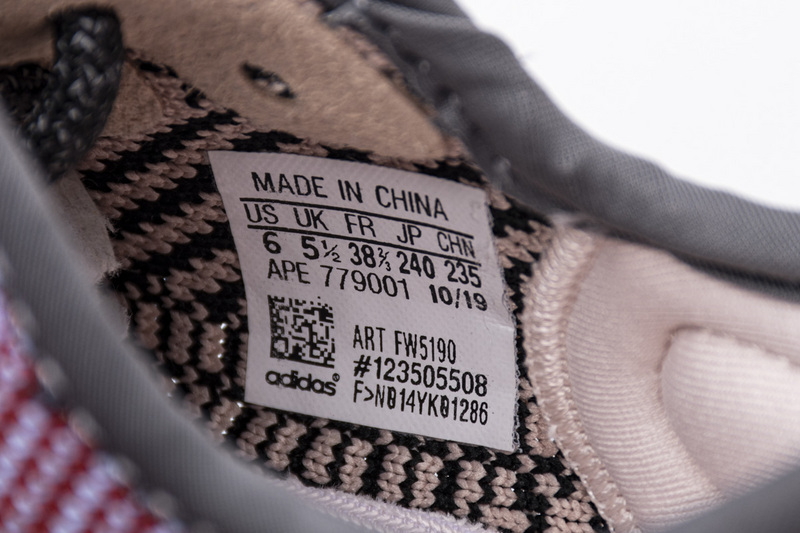 MADE IN CHINA
US UK FR JP CHN
6 5½ 38⅔ 240 235
APE 779001 10/19
ART FW5190
#123505508
adidas®
F>N014YK01286